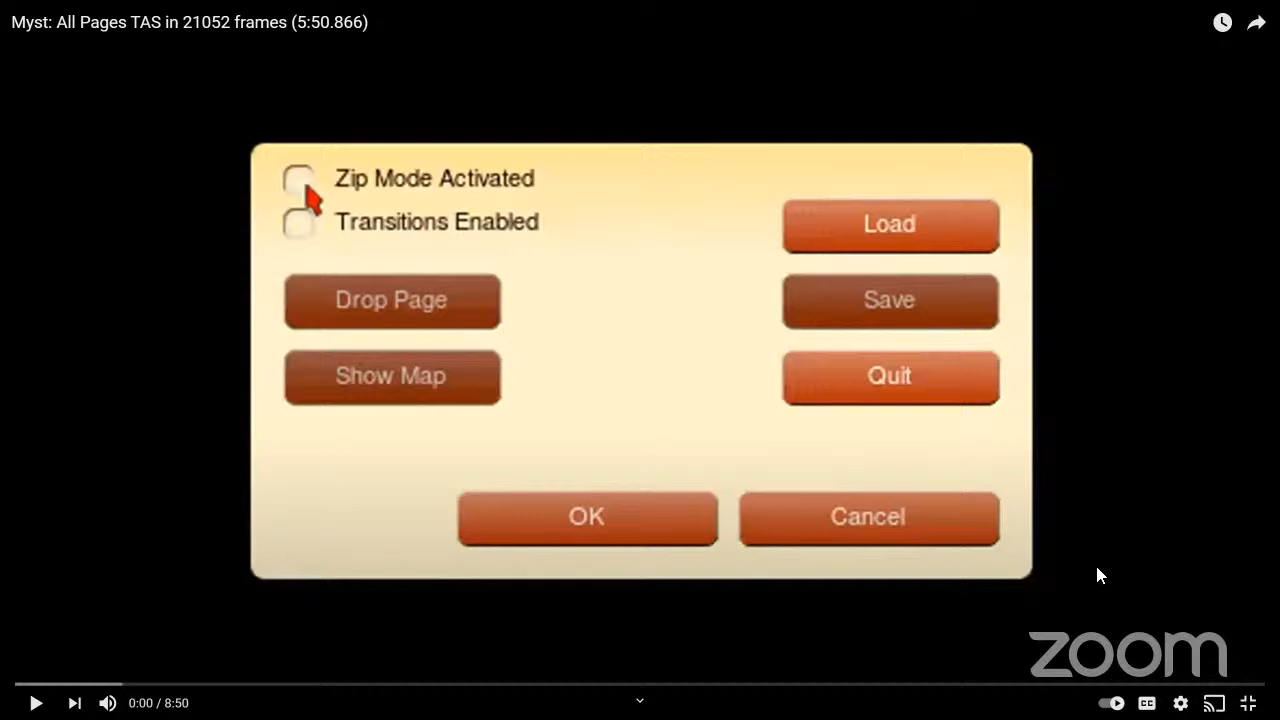 Myst: All Pages TAS in 21052 frames (5:50.866)
Zip Mode Activated
Transitions Enabled
Load
Drop Page
Save
Show Map
Quit
OK
Cancel
zoom
0:00 / 8:50
CC